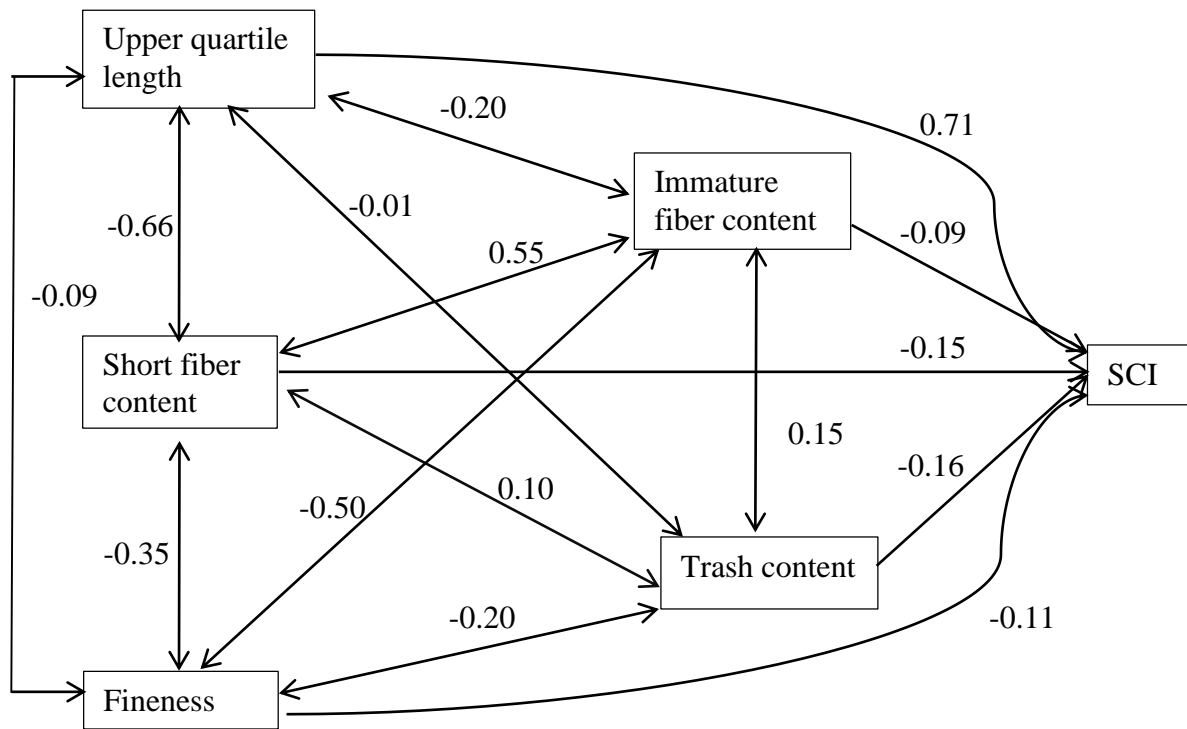 Upper quartile
length
-0.20
0.71
Immature
fiber content
-0.01
-0.66
-0.09
0.55
-0.09
Short fiber
content
-0.15
SCI
0.15
-0.16
0.10
-0.50
-0.35
Trash content
-0.20
-0.11
Fineness